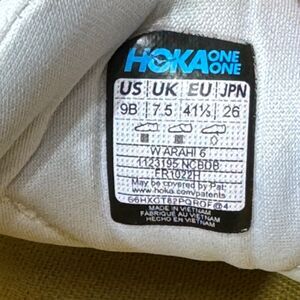 HOKA ONE ONE
US UK EU JPN
9B 7.5 41⅓ 26
W ARAHI 6
1123195 NCBDB
FR1022H
May be covered by Pat.
www.hoka.com/patents
MADE IN VIETNAM
FABRIQUÉ AU VIETNAM
HECHO EN VIETNAM